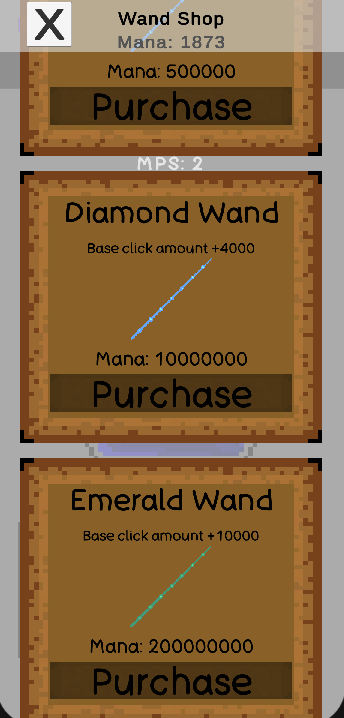 X
Wand Shop
Mana: 1873
Mana: 500000
Purchase
MPS: 2
Diamond Wand
Base click amount +4000
Mana: 10000000
Purchase
Emerald Wand
Base click amount +10000
Mana: 200000000
Purchase